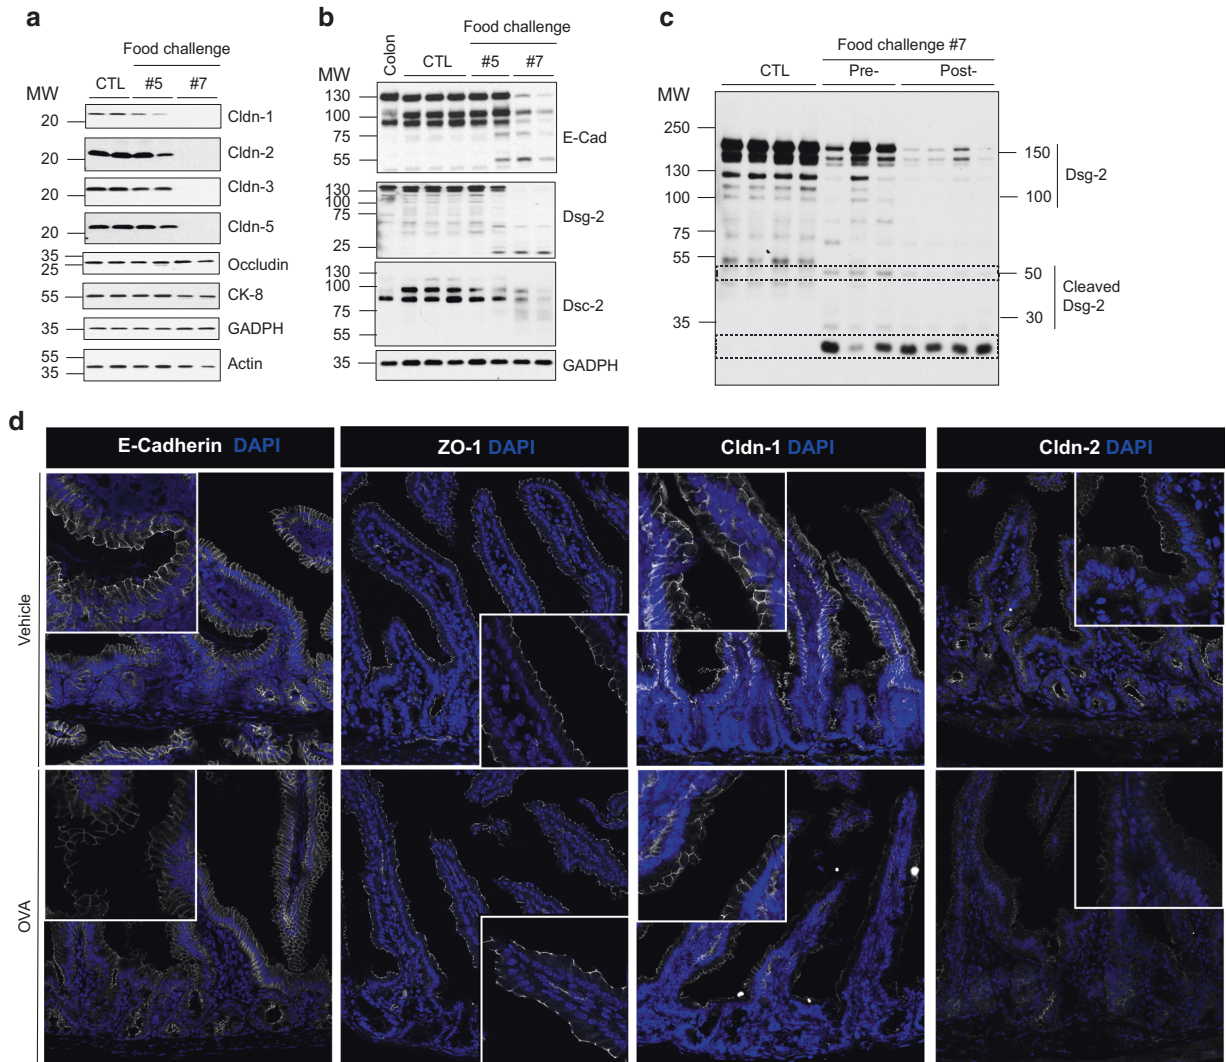 a
Food challenge
CTL #5 #7
MW
20 Cldn-1
20 Cldn-2
20 Cldn-3
20 Cldn-5
35
25 Occludin
55 CK-8
35 GADPH
55
35 Actin
b
Food challenge
Colon CTL #5 #7
MW
130
100
75
55
E-Cad
130
100
75
25
Dsg-2
130
100
75
55
Dsc-2
35 GADPH
c
Food challenge #7
CTL Pre- Post-
MW
250
130
100
75
55
35
150
100
Dsg-2
50
30
Cleaved
Dsg-2
d
E-Cadherin DAPI
ZO-1 DAPI
Cldn-1 DAPI
Cldn-2 DAPI
Vehicle
OVA